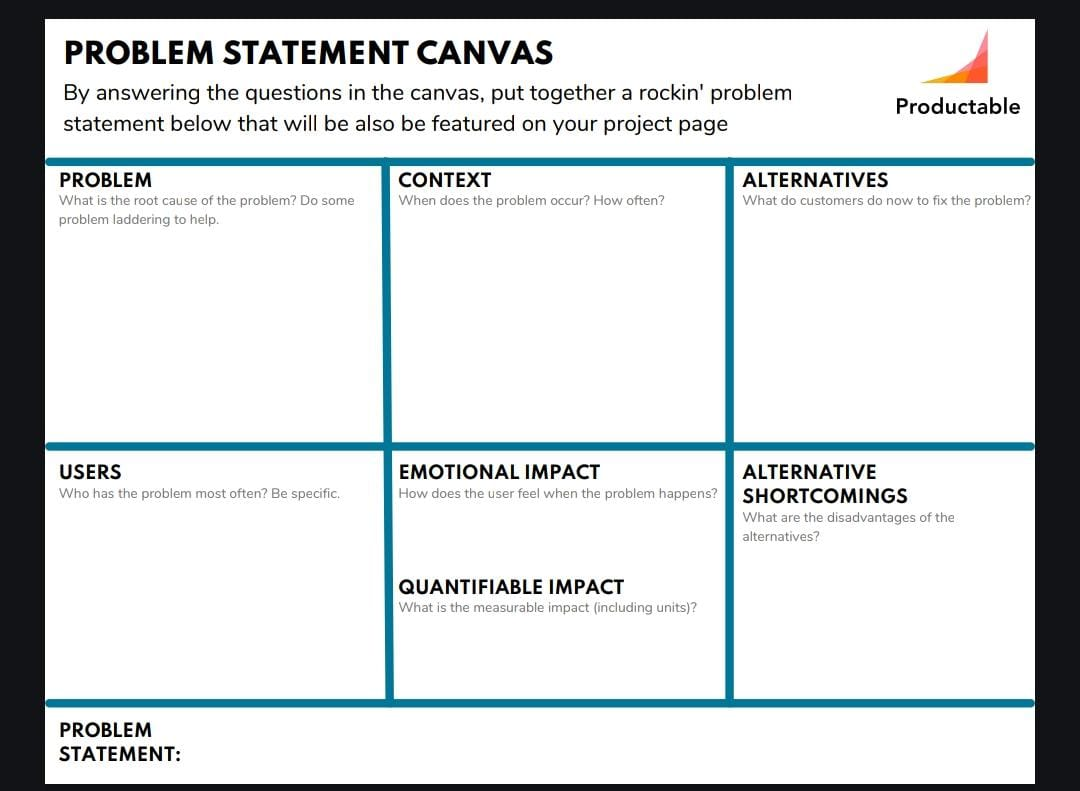 PROBLEM STATEMENT CANVAS
By answering the questions in the canvas, put together a rockin' problem
statement below that will be also be featured on your project page
Productable
PROBLEM
What is the root cause of the problem? Do some
problem laddering to help.
CONTEXT
When does the problem occur? How often?
ALTERNATIVES
What do customers do now to fix the problem?
USERS
Who has the problem most often? Be specific.
EMOTIONAL IMPACT
How does the user feel when the problem happens?
QUANTIFIABLE IMPACT
What is the measurable impact (including units)?
ALTERNATIVE
SHORTCOMINGS
What are the disadvantages of the
alternatives?
PROBLEM
STATEMENT: